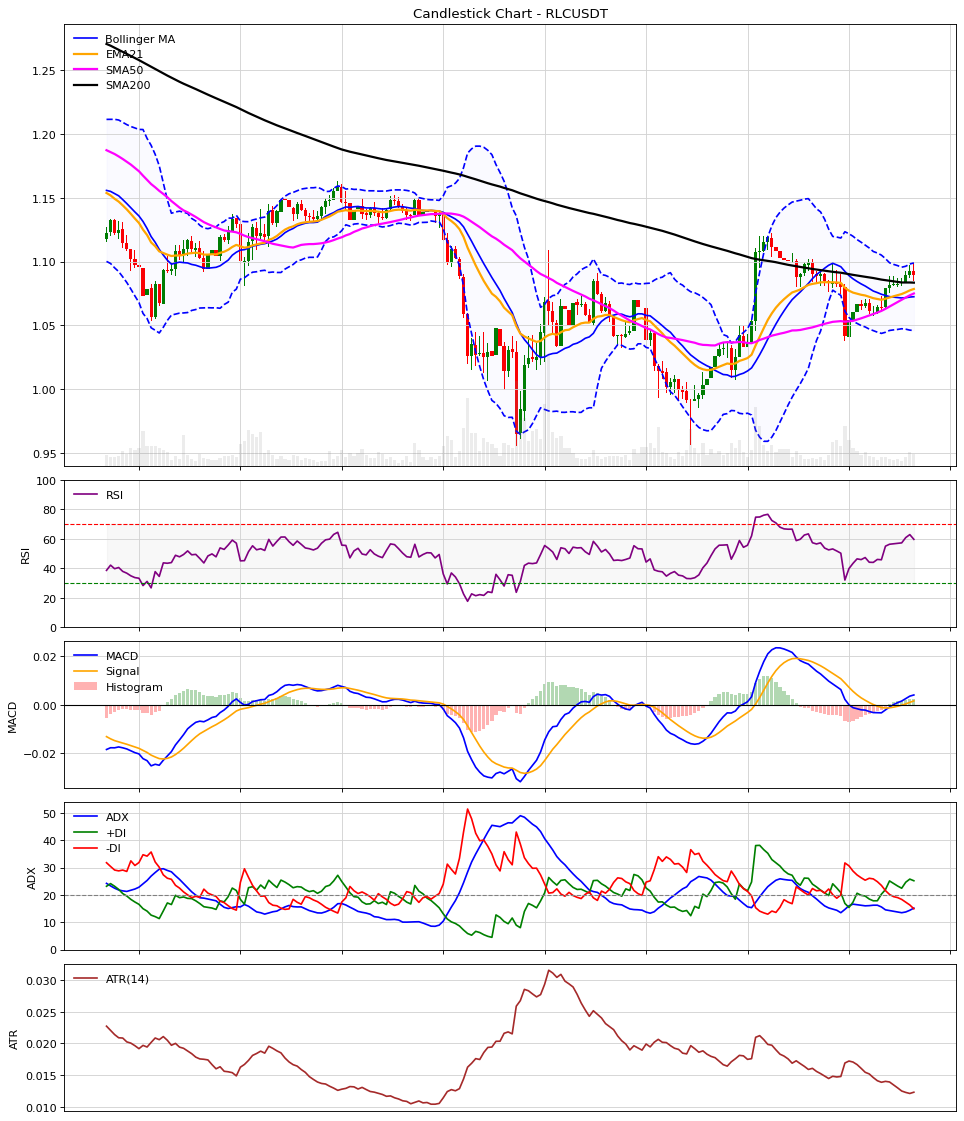 Candlestick Chart - RLCUSDT
Bollinger MA
EMA21
SMA50
SMA200
1.25
1.20
1.15
1.10
1.05
1.00
0.95
RSI
100
80
60
40
20
0
RSI
MACD
Signal
Histogram
0.02
0.00
−0.02
MACD
ADX
+DI
-DI
50
40
30
20
10
0
ADX
ATR(14)
0.030
0.025
0.020
0.015
0.010
ATR